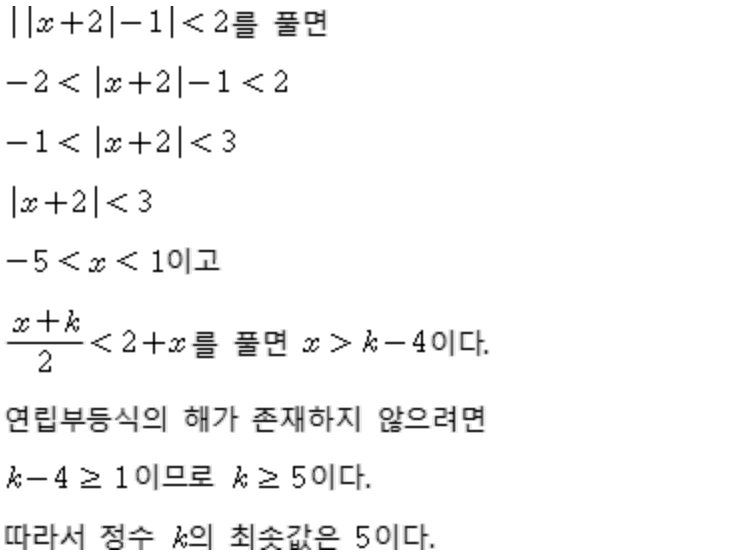 ||x+2|−1|<2를 풀면
−2<|x+2|−1<2
−1<|x+2|<3
|x+2|<3
−5<x<1이고
(x+k)/2<2+x를 풀면 x>k−4이다.
연립부등식의 해가 존재하지 않으려면
k−4≥1이므로 k≥5이다.
따라서 정수 k의 최솟값은 5이다.